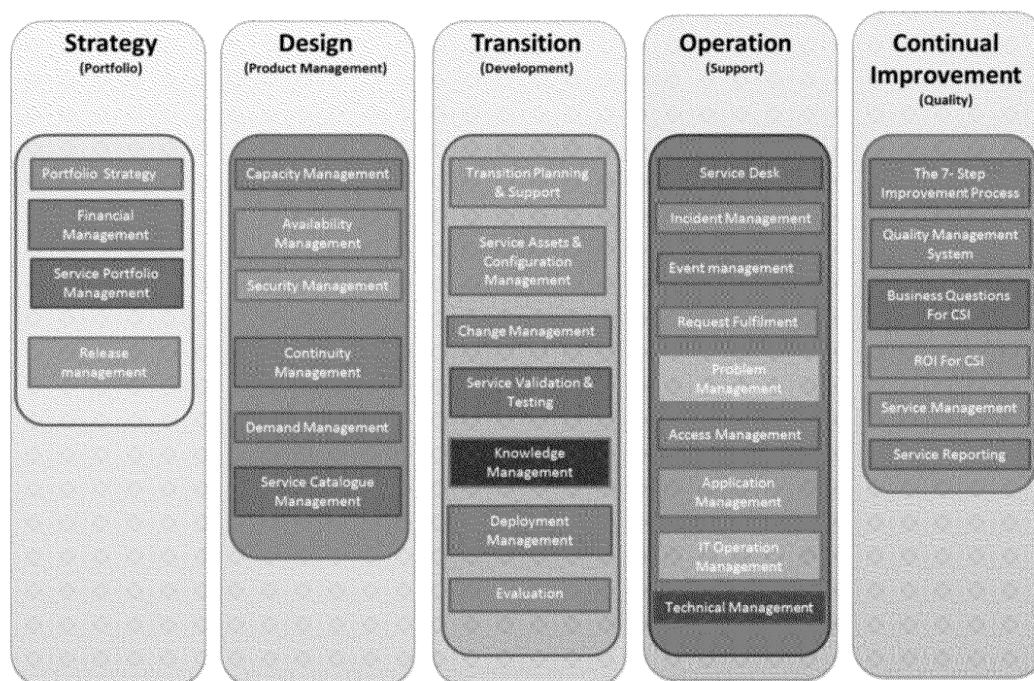 Strategy
(Portfolio)
Portfolio Strategy
Financial
Management
Service Portfolio
Management
Release
management
Design
(Product Management)
Capacity Management
Availability
Management
Security Management
Continuity
Management
Demand Management
Service Catalogue
Management
Transition
(Development)
Transition Planning
& Support
Service Assets &
Configuration
Management
Change Management
Service Validation &
Testing
Knowledge
Management
Deployment
Management
Evaluation
Operation
(Support)
Service Desk
Incident Management
Event management
Request Fulfilment
Problem
Management
Access Management
Application
Management
IT Operation
Management
Technical Management
Continual
Improvement
(Quality)
The 7- Step
Improvement Process
Quality Management
System
Business Questions
For CSI
ROI For CSI
Service Management
Service Reporting